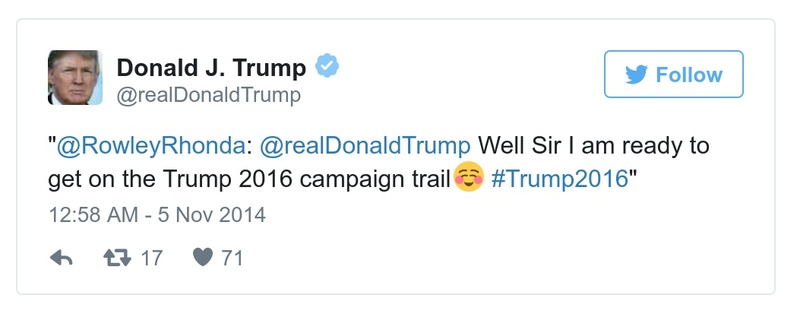 Donald J. Trump
@realDonaldTrump
Follow
"@RowleyRhonda: @realDonaldTrump Well Sir I am ready to
get on the Trump 2016 campaign trail☺️ #Trump2016"
12:58 AM - 5 Nov 2014
17 71